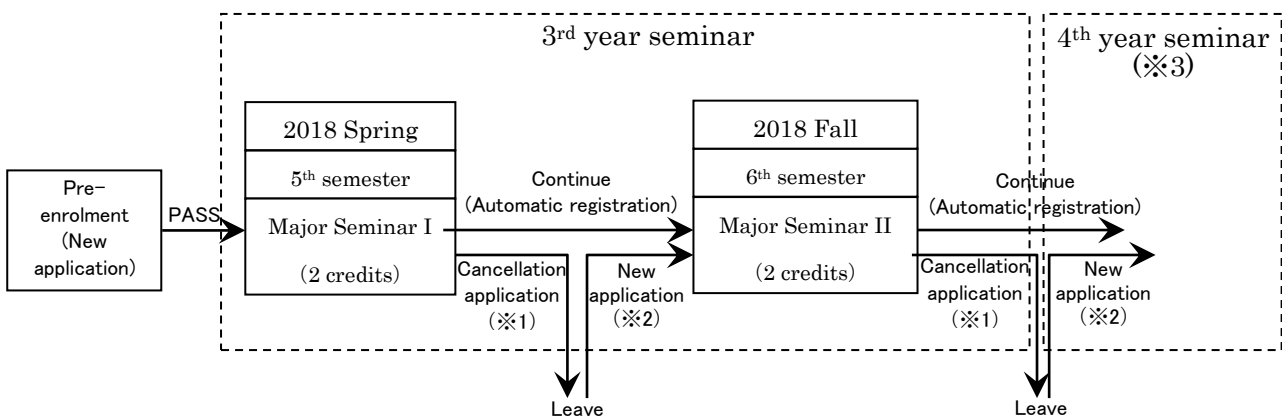 3rd year seminar
4th year seminar
(※3)
Pre-
enrolment
(New
application)
PASS
2018 Spring
5th semester
Major Seminar I
(2 credits)
Continue
(Automatic registration)
Cancellation
application
(※1)
New
application
(※2)
Leave
2018 Fall
6th semester
Major Seminar II
(2 credits)
Continue
(Automatic registration)
Cancellation
application
(※1)
New
application
(※2)
Leave